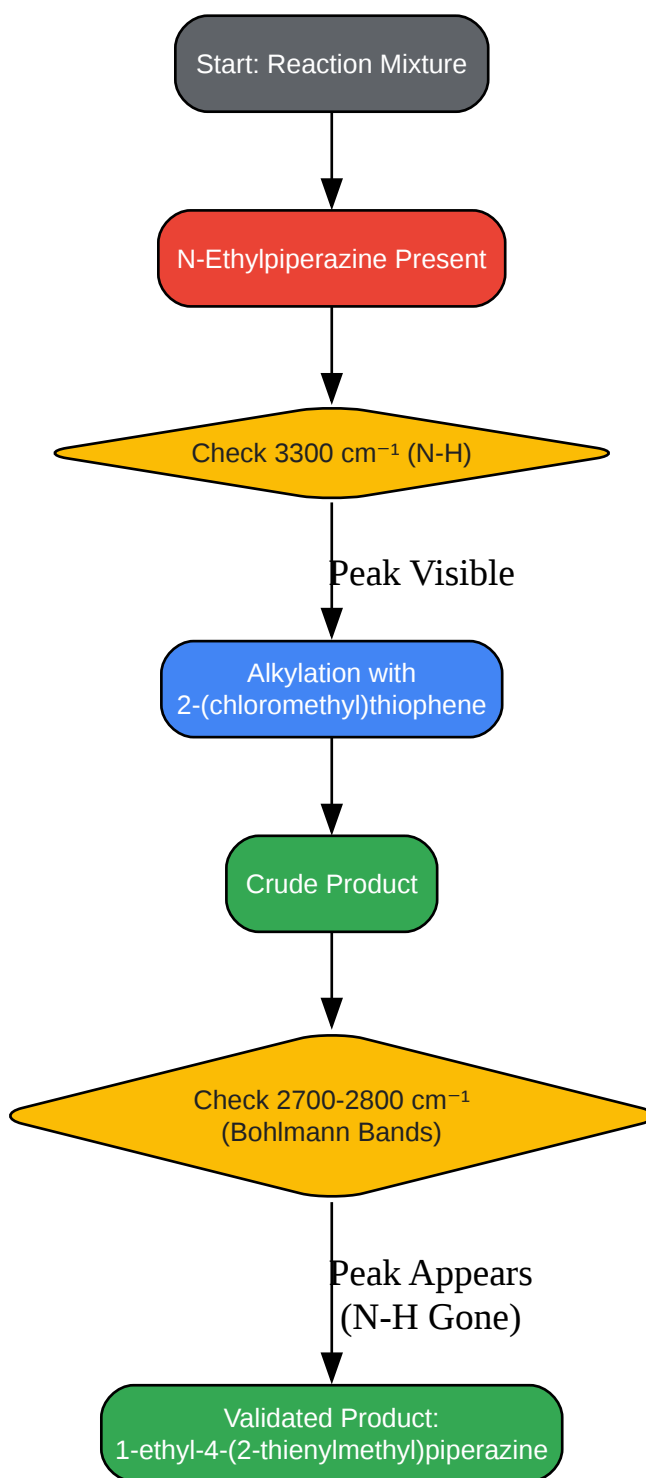 Start: Reaction Mixture
N-Ethylpiperazine Present
Check 3300 cm⁻¹ (N-H)
Peak Visible
Alkylation with
2-(chloromethyl)thiophene
Crude Product
Check 2700-2800 cm⁻¹
(Bohlmann Bands)
Peak Appears
(N-H Gone)
Validated Product:
1-ethyl-4-(2-thienylmethyl)piperazine